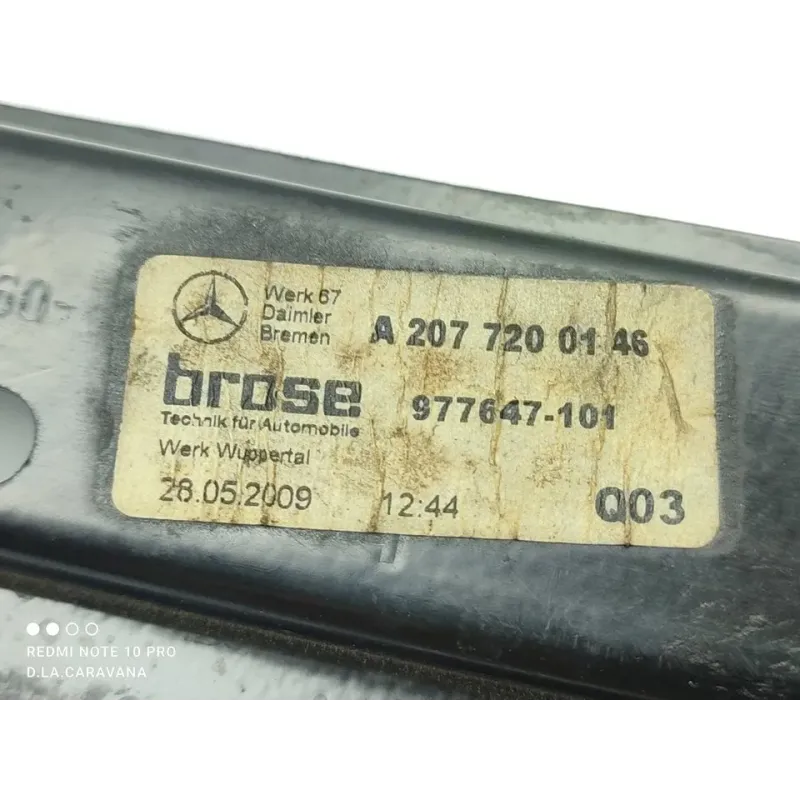 60-
Werk 67
Daimler
Bremen
A 207 720 01 46
brose
977647-101
Technik für Automobile
Werk Wuppertal
28.05.2009 12:44 Q03
REDMI NOTE 10 PRO
D.LA.CARAVANA